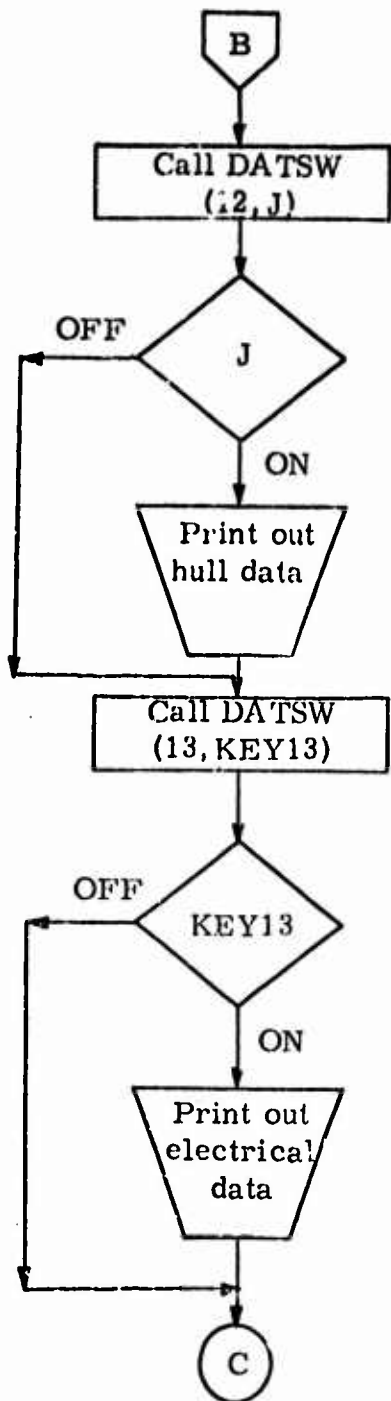 B
Call DATSW
(12, J)
OFF
J
ON
Print out
hull data
Call DATSW
(13, KEY13)
OFF
KEY13
ON
Print out
electrical
data
C